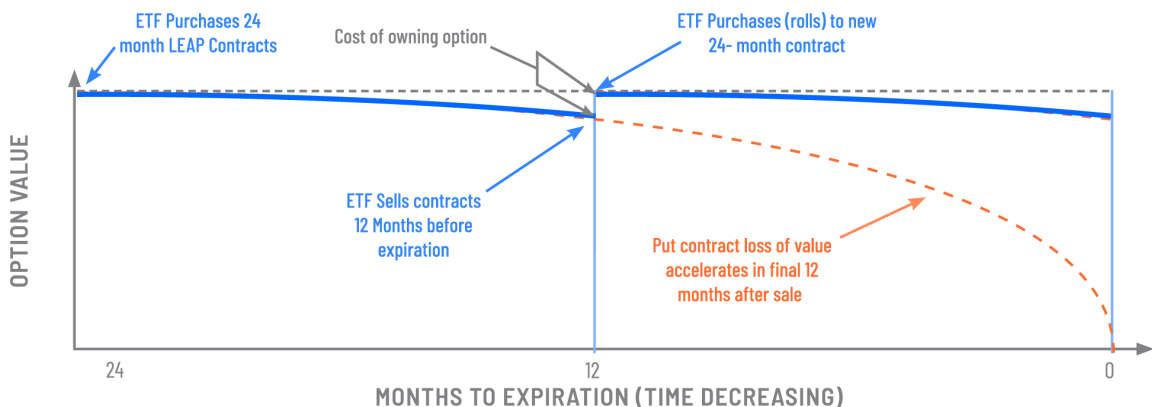 ETF Purchases 24
month LEAP Contracts
Cost of owning option
ETF Purchases (rolls) to new
24- month contract
OPTION VALUE
ETF Sells contracts
12 Months before
expiration
Put contract loss of value
accelerates in final 12
months after sale
24
12
0
MONTHS TO EXPIRATION (TIME DECREASING)